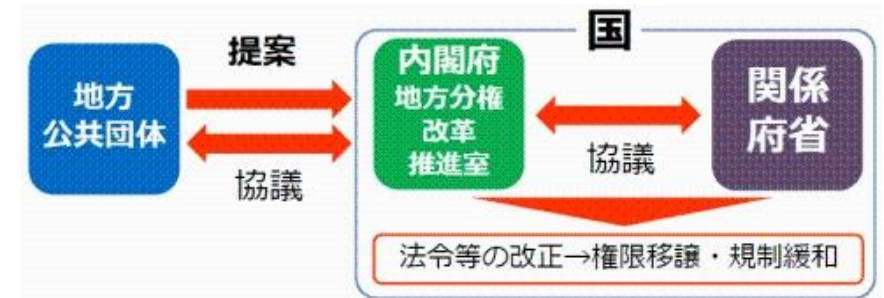 国
提案
地方
公共団体
協議
内閣府
地方分権
改革
推進室
協議
関係
府省
法令等の改正→権限移譲・規制緩和